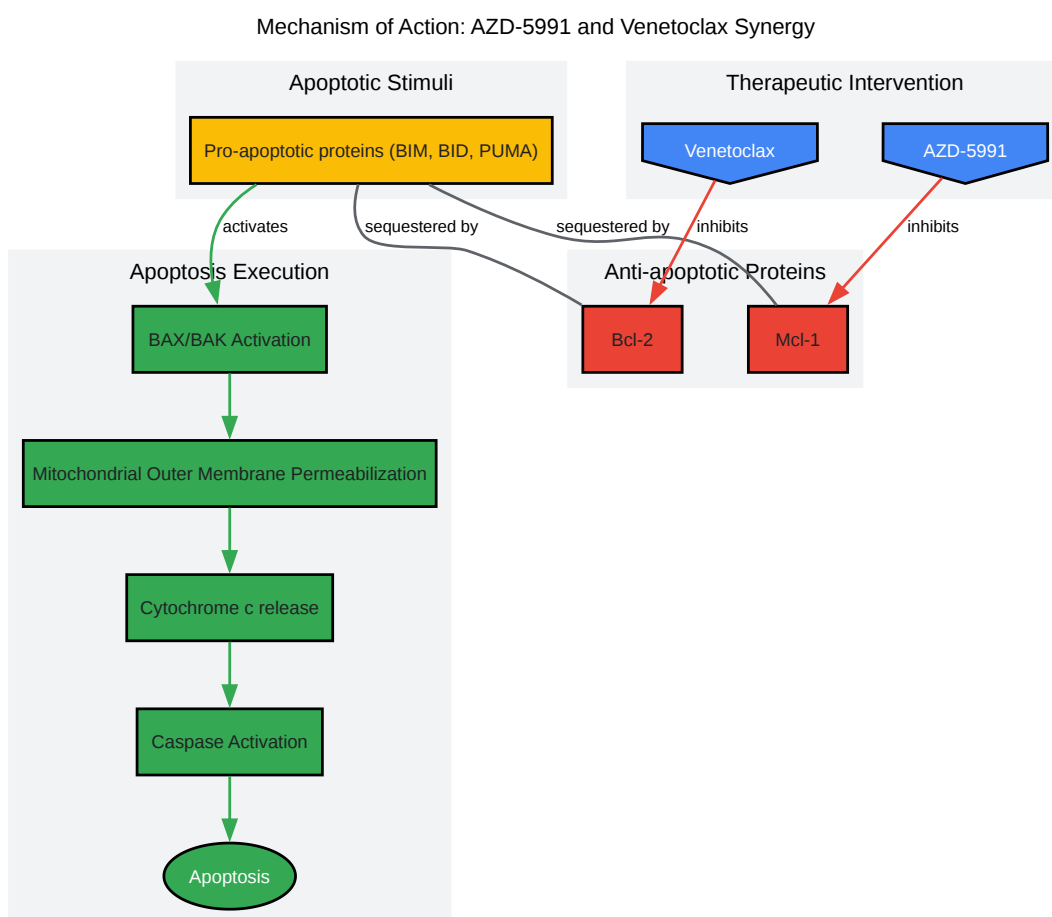 Mechanism of Action: AZD-5991 and Venetoclax Synergy
Apoptotic Stimuli
Therapeutic Intervention
Pro-apoptotic proteins (BIM, BID, PUMA)
Venetoclax
AZD-5991
activates
sequestered by
sequestered by
inhibits
inhibits
Apoptosis Execution
Anti-apoptotic Proteins
BAX/BAK Activation
Bcl-2
Mcl-1
Mitochondrial Outer Membrane Permeabilization
Cytochrome c release
Caspase Activation
Apoptosis